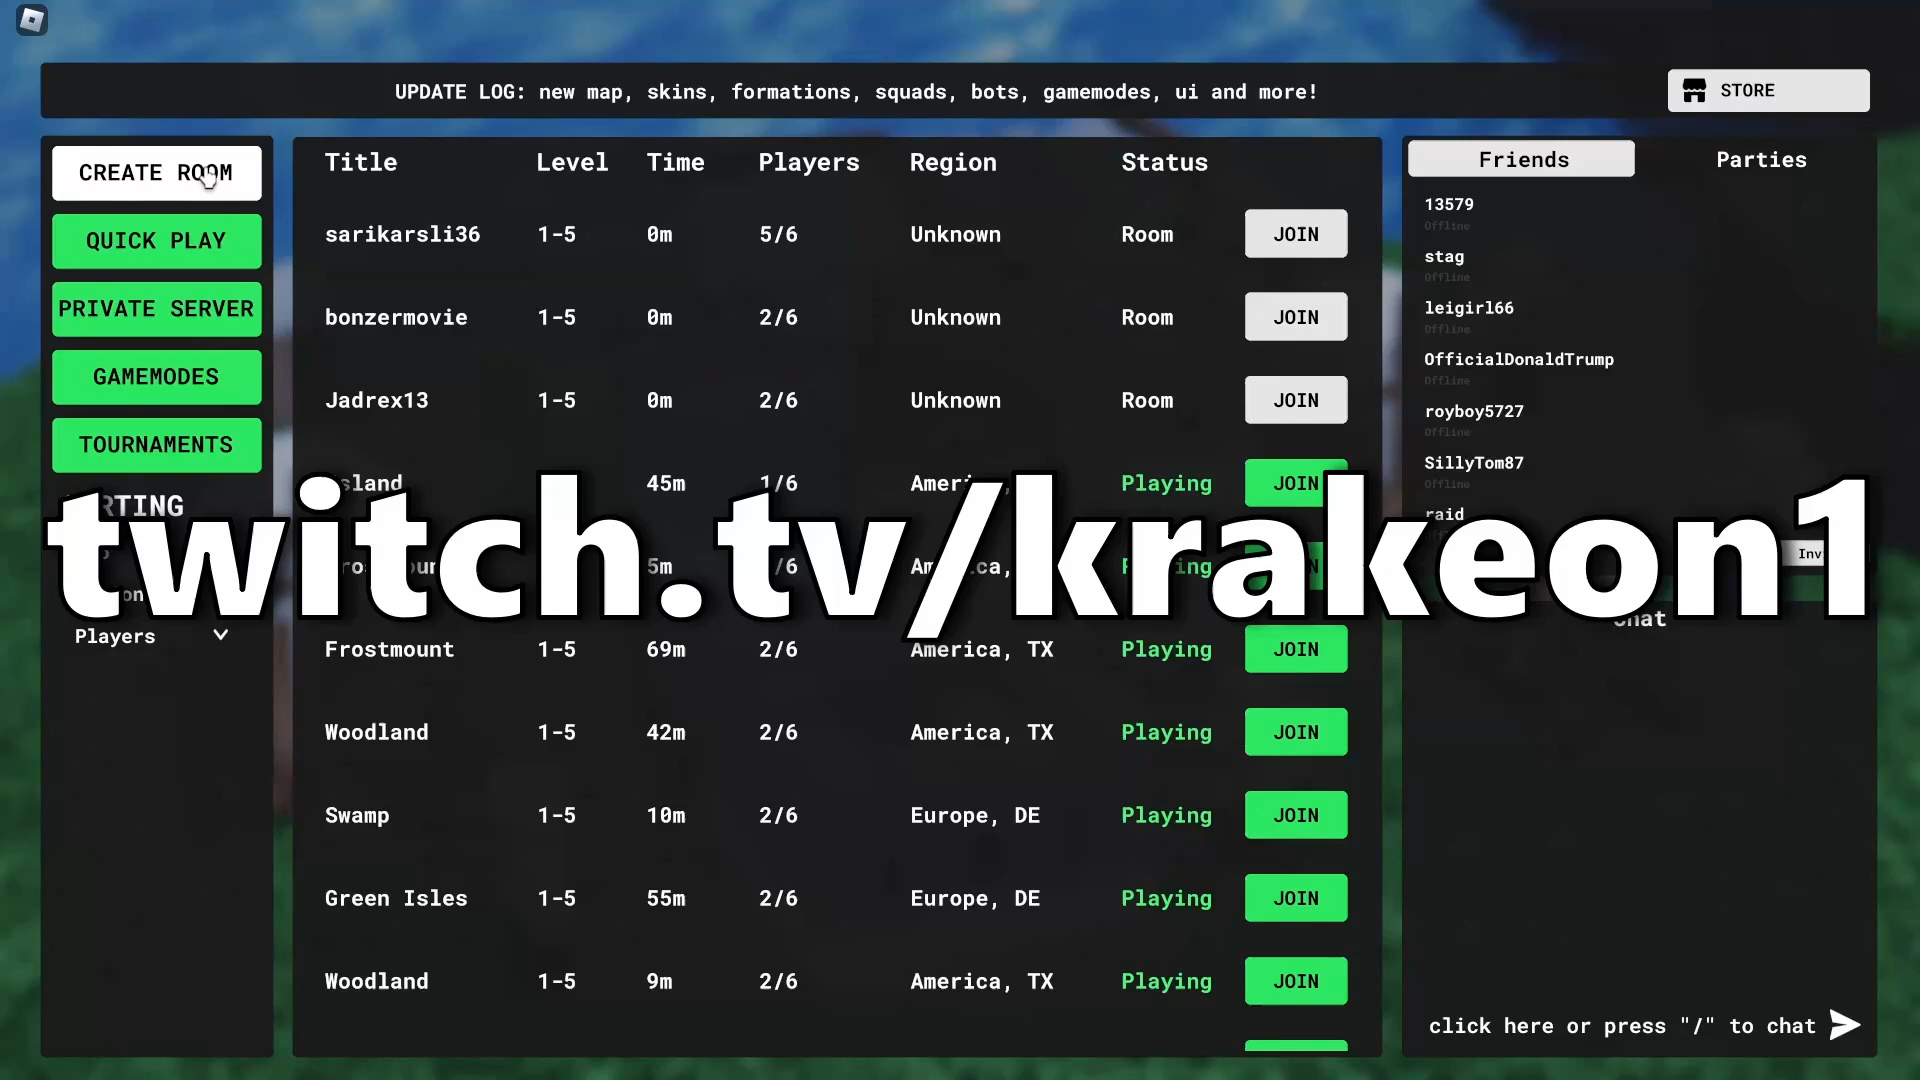 UPDATE LOG: new map, skins, formations, squads, bots, gamemodes, ui and more!
STORE
CREATE ROOM
QUICK PLAY
PRIVATE SERVER
GAMEMODES
TOURNAMENTS
Players
Title Level Time Players Region Status
sarikarsli36 1-5 0m 5/6 Unknown Room JOIN
bonzermovie 1-5 0m 2/6 Unknown Room JOIN
Jadrex13 1-5 0m 2/6 Unknown Room JOIN
45m 1/6 Playing JOIN
twitch.tv/krakeon1
Frostmount 1-5 69m 2/6 America, TX Playing JOIN
Woodland 1-5 42m 2/6 America, TX Playing JOIN
Swamp 1-5 10m 2/6 Europe, DE Playing JOIN
Green Isles 1-5 55m 2/6 Europe, DE Playing JOIN
Woodland 1-5 9m 2/6 America, TX Playing JOIN
Friends Parties
13579
Offline
stag
Offline
leigirl66
Offline
OfficialDonaldTrump
Offline
royboy5727
Offline
SillyTom87
Offline
raid
Chat
click here or press "/" to chat